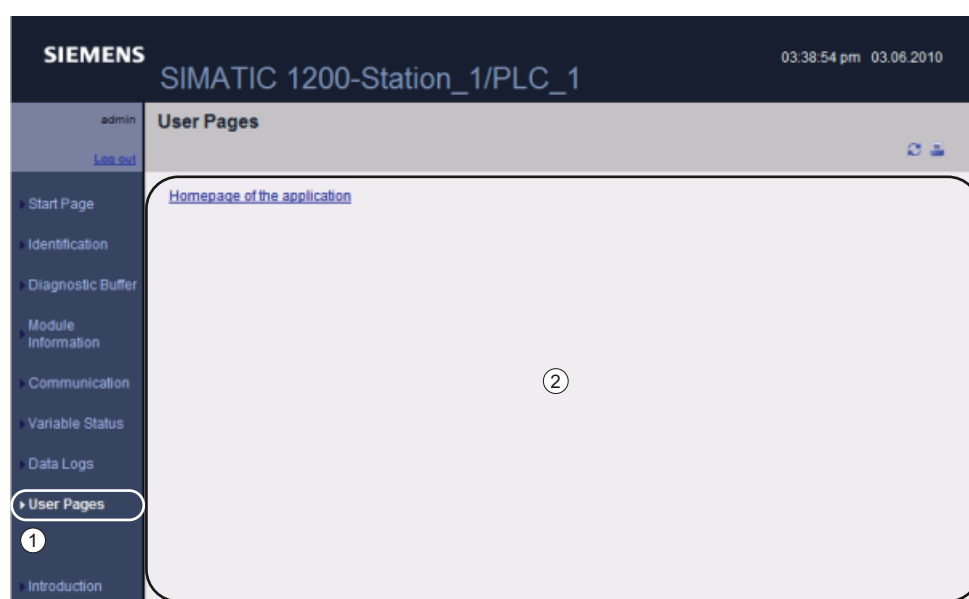 SIEMENS
SIMATIC 1200-Station_1/PLC_1
03:38:54 pm 03.06.2010
admin
Log out
User Pages
Homepage of the application
Start Page
Identification
Diagnostic Buffer
Module
Information
Communication
Variable Status
Data Logs
User Pages
1
Introduction
2